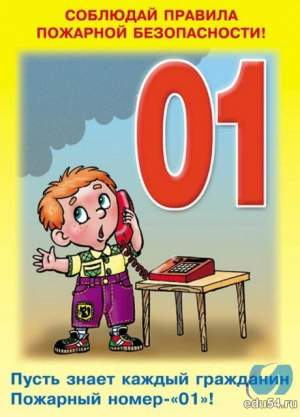 СОБЛЮДАЙ ПРАВИЛА
ПОЖАРНОЙ БЕЗОПАСНОСТИ!
01
Пусть знает каждый гражданин
Пожарный номер-«01»!
edu54.ru